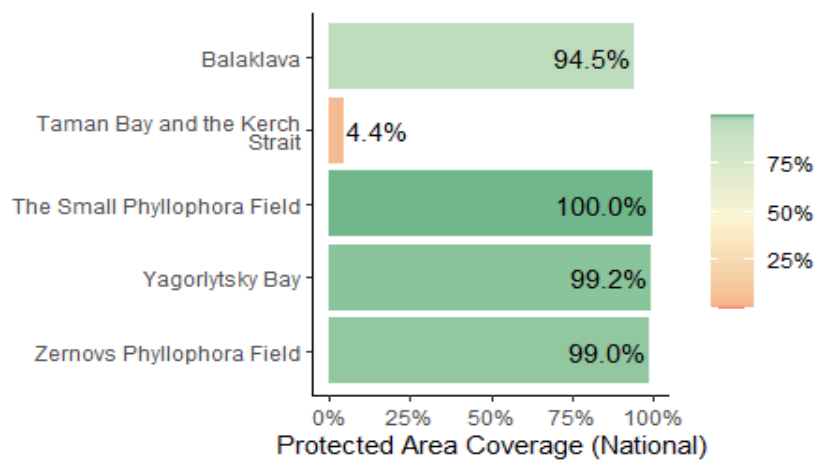 Balaklava
94.5%
Taman Bay and the Kerch
Strait
4.4%
The Small Phyllophora Field
100.0%
Yagorlytsky Bay
99.2%
Zernovs Phyllophora Field
99.0%
0%
25%
50%
75%
100%
Protected Area Coverage (National)
75%
50%
25%